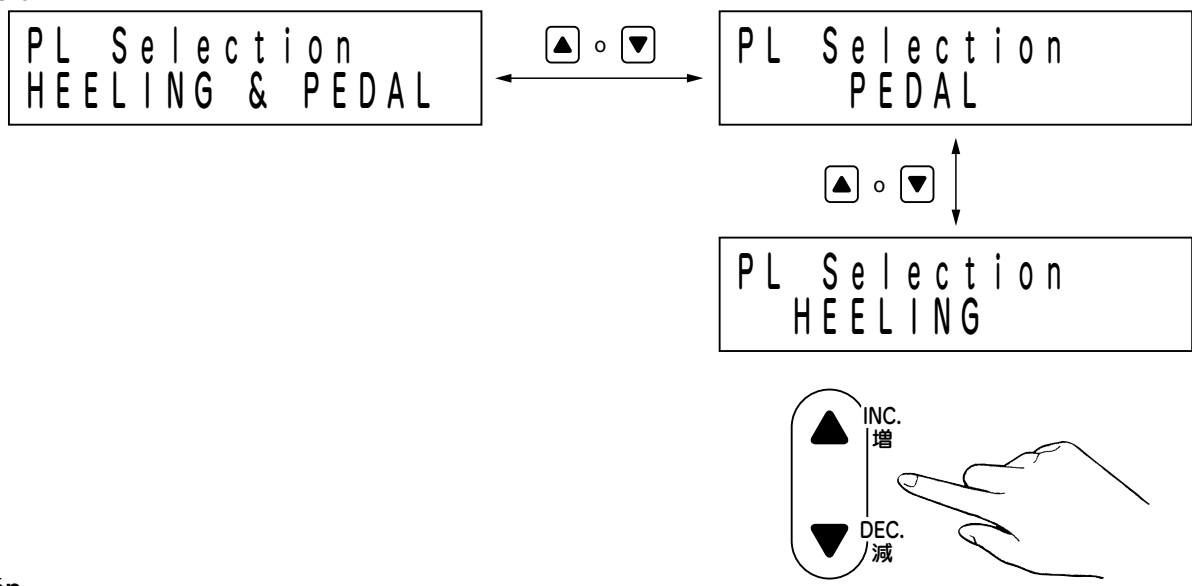 PL Selection
HEELING & PEDAL
▲ o ▼
PL Selection
PEDAL
▲ o ▼
PL Selection
HEELING
INC.
増
DEC.
減